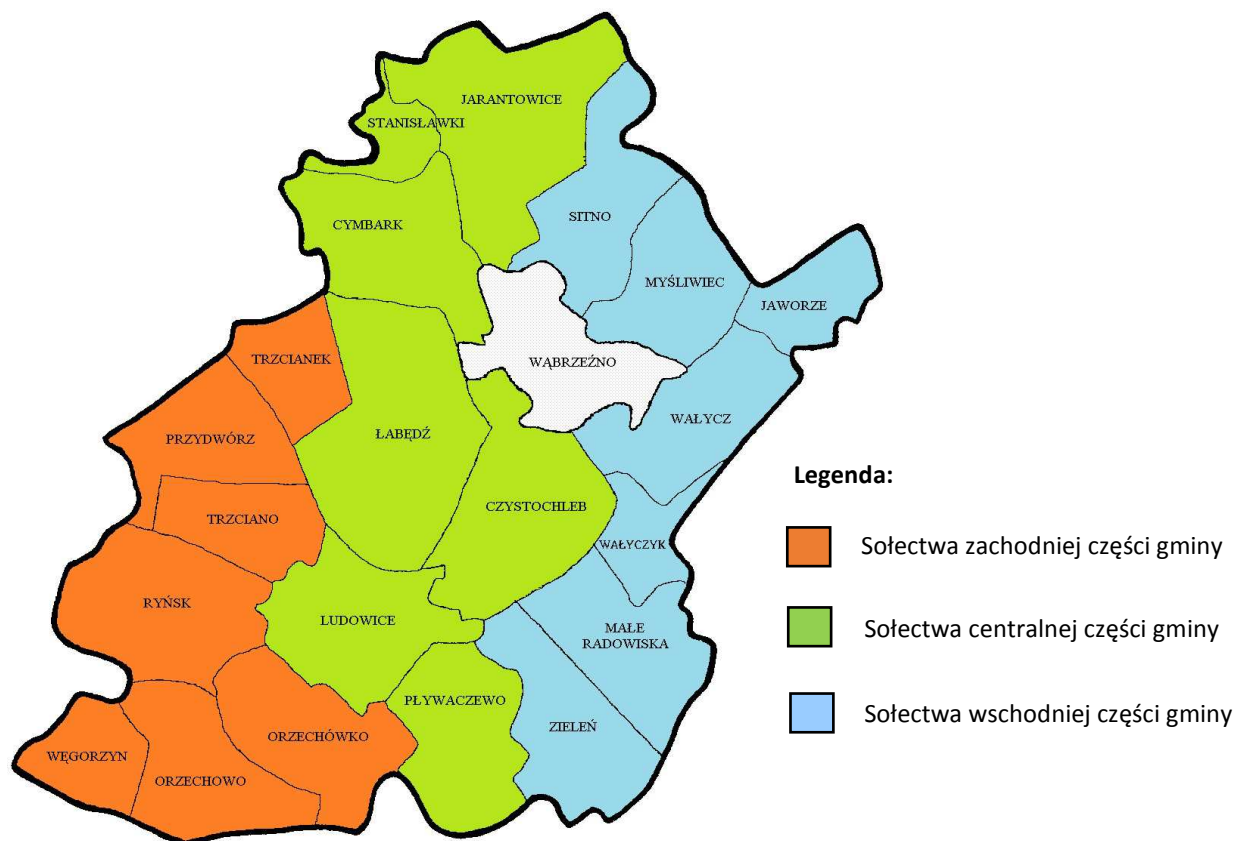 JARANTOWICE
STANISŁAWKI
CYMBARK
SITNO
MYŚLIWIEC
JAWORZE
TRZCIANEK
WĄBRZEŹNO
WAŁYCZ
PRZYDWÓRZ
ŁABĘDŹ
CZYSTOCHLEB
TRZCIANO
WAŁYCZYK
RYŃSK
LUDOWICE
MAŁE
RADOWISKA
PŁYWACZEWO
ZIELEŃ
ORZECHÓWKO
WĘGORZYN
ORZECHOWO
Legenda:
Sołectwa zachodniej części gminy
Sołectwa centralnej części gminy
Sołectwa wschodniej części gminy